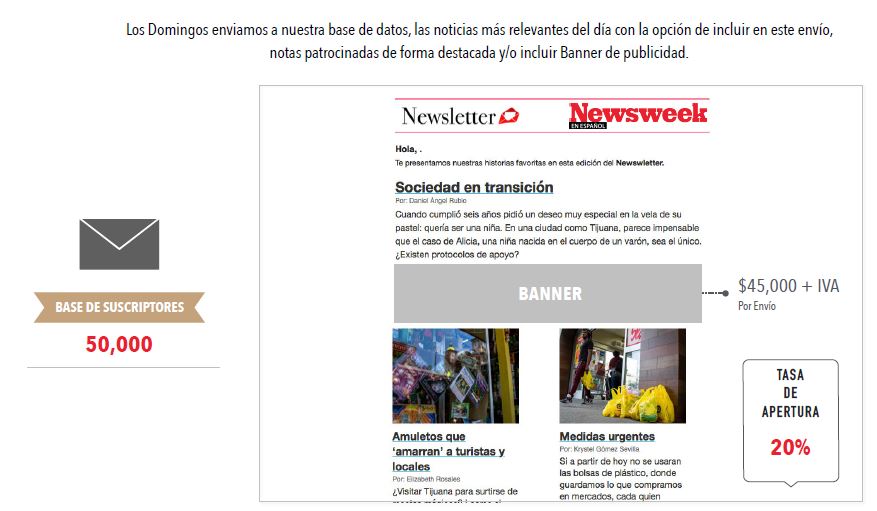 Los Domingos enviamos a nuestra base de datos, las noticias más relevantes del día con la opción de incluir en este envío,
notas patrocinadas de forma destacada y/o incluir Banner de publicidad.
Newsletter
Newsweek
EN ESPAÑOL
Hola, .
Te presentamos nuestras historias favoritas en esta edición del Newswletter.
Sociedad en transición
Por: Daniel Ángel Rubio
Cuando cumplió seis años pidió un deseo muy especial en la vela de su
pastel: quería ser una niña. En una ciudad como Tijuana, parece impensable
que el caso de Alicia, una niña nacida en el cuerpo de un varón, sea el único.
¿Existen protocolos de apoyo?
BANNER
$45,000 + IVA
Por Envío
BASE DE SUSCRIPTORES
50,000
Amuletos que
‘amarran’ a turistas y
locales
Por: Elizabeth Rosales
¿Visitar Tijuana para surtirse de
Medidas urgentes
Por: Krystel Gómez Sevilla
Si a partir de hoy no se usaran
las bolsas de plástico, donde
guardamos lo que compramos
en mercados, cada quien
TASA
DE
APERTURA
20%